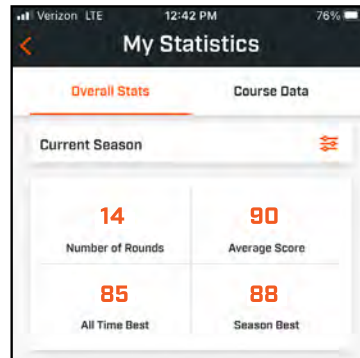 Verizon LTE 12:42 PM 76%
My Statistics
Overall Stats Course Data
Current Season
14 90
Number of Rounds Average Score
85 88
All Time Best Season Best